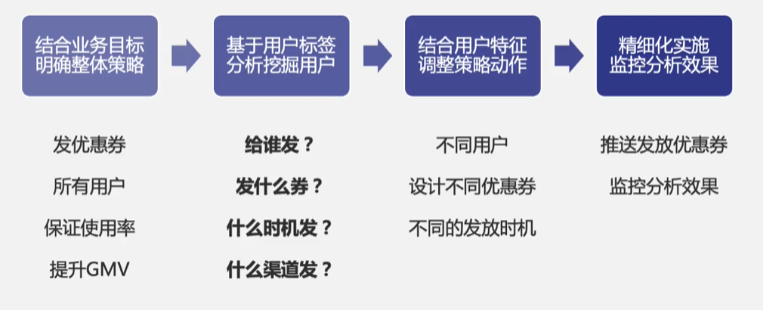 结合业务目标
明确整体策略
基于用户标签
分析挖掘用户
结合用户特征
调整策略动作
精细化实施
监控分析效果
发优惠券
所有用户
保证使用率
提升GMV
给谁发？
发什么券？
什么时机发？
什么渠道发？
不同用户
设计不同优惠券
不同的发放时机
推送发放优惠券
监控分析效果